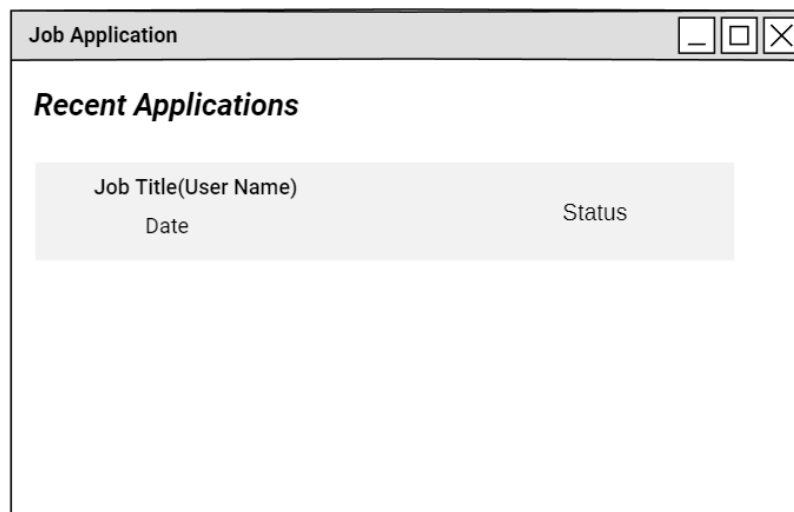 Job Application
Recent Applications
Job Title(User Name)
Date
Status